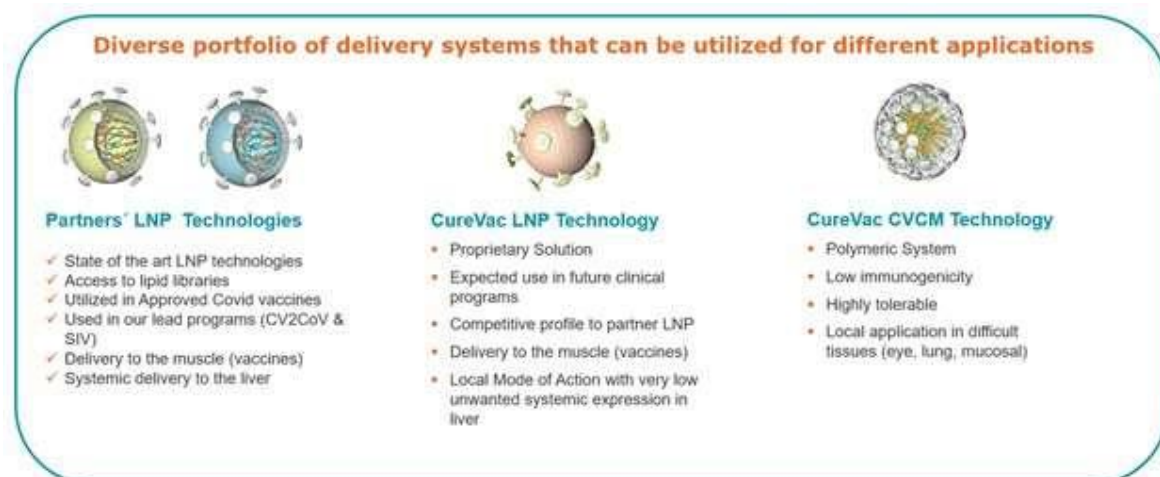 Diverse portfolio of delivery systems that can be utilized for different applications
Partners´ LNP Technologies
✓ State of the art LNP technologies
✓ Access to lipid libraries
✓ Utilized in Approved Covid vaccines
✓ Used in our lead programs (CV2CoV &
SIV)
✓ Delivery to the muscle (vaccines)
✓ Systemic delivery to the liver
CureVac LNP Technology
• Proprietary Solution
• Expected use in future clinical
programs
• Competitive profile to partner LNP
• Delivery to the muscle (vaccines)
• Local Mode of Action with very low
unwanted systemic expression in
liver
CureVac CVCM Technology
• Polymeric System
• Low immunogenicity
• Highly tolerable
• Local application in difficult
tissues (eye, lung, mucosal)